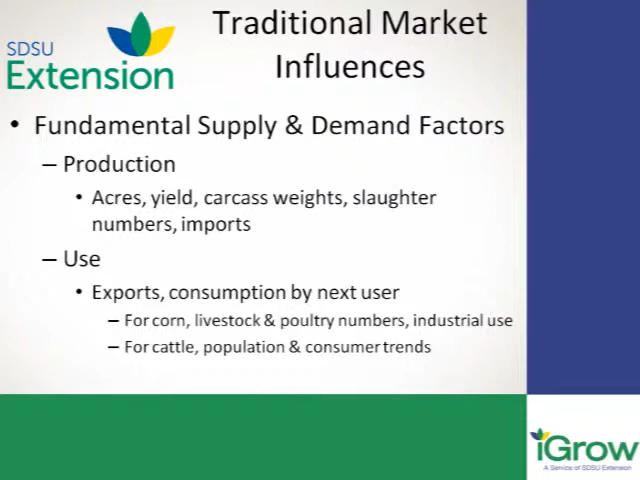 Traditional Market
Influences
SDSU
Extension
• Fundamental Supply & Demand Factors
– Production
• Acres, yield, carcass weights, slaughter
numbers, imports
– Use
• Exports, consumption by next user
– For corn, livestock & poultry numbers, industrial use
– For cattle, population & consumer trends
iGrow
A Service of SDSU Extension